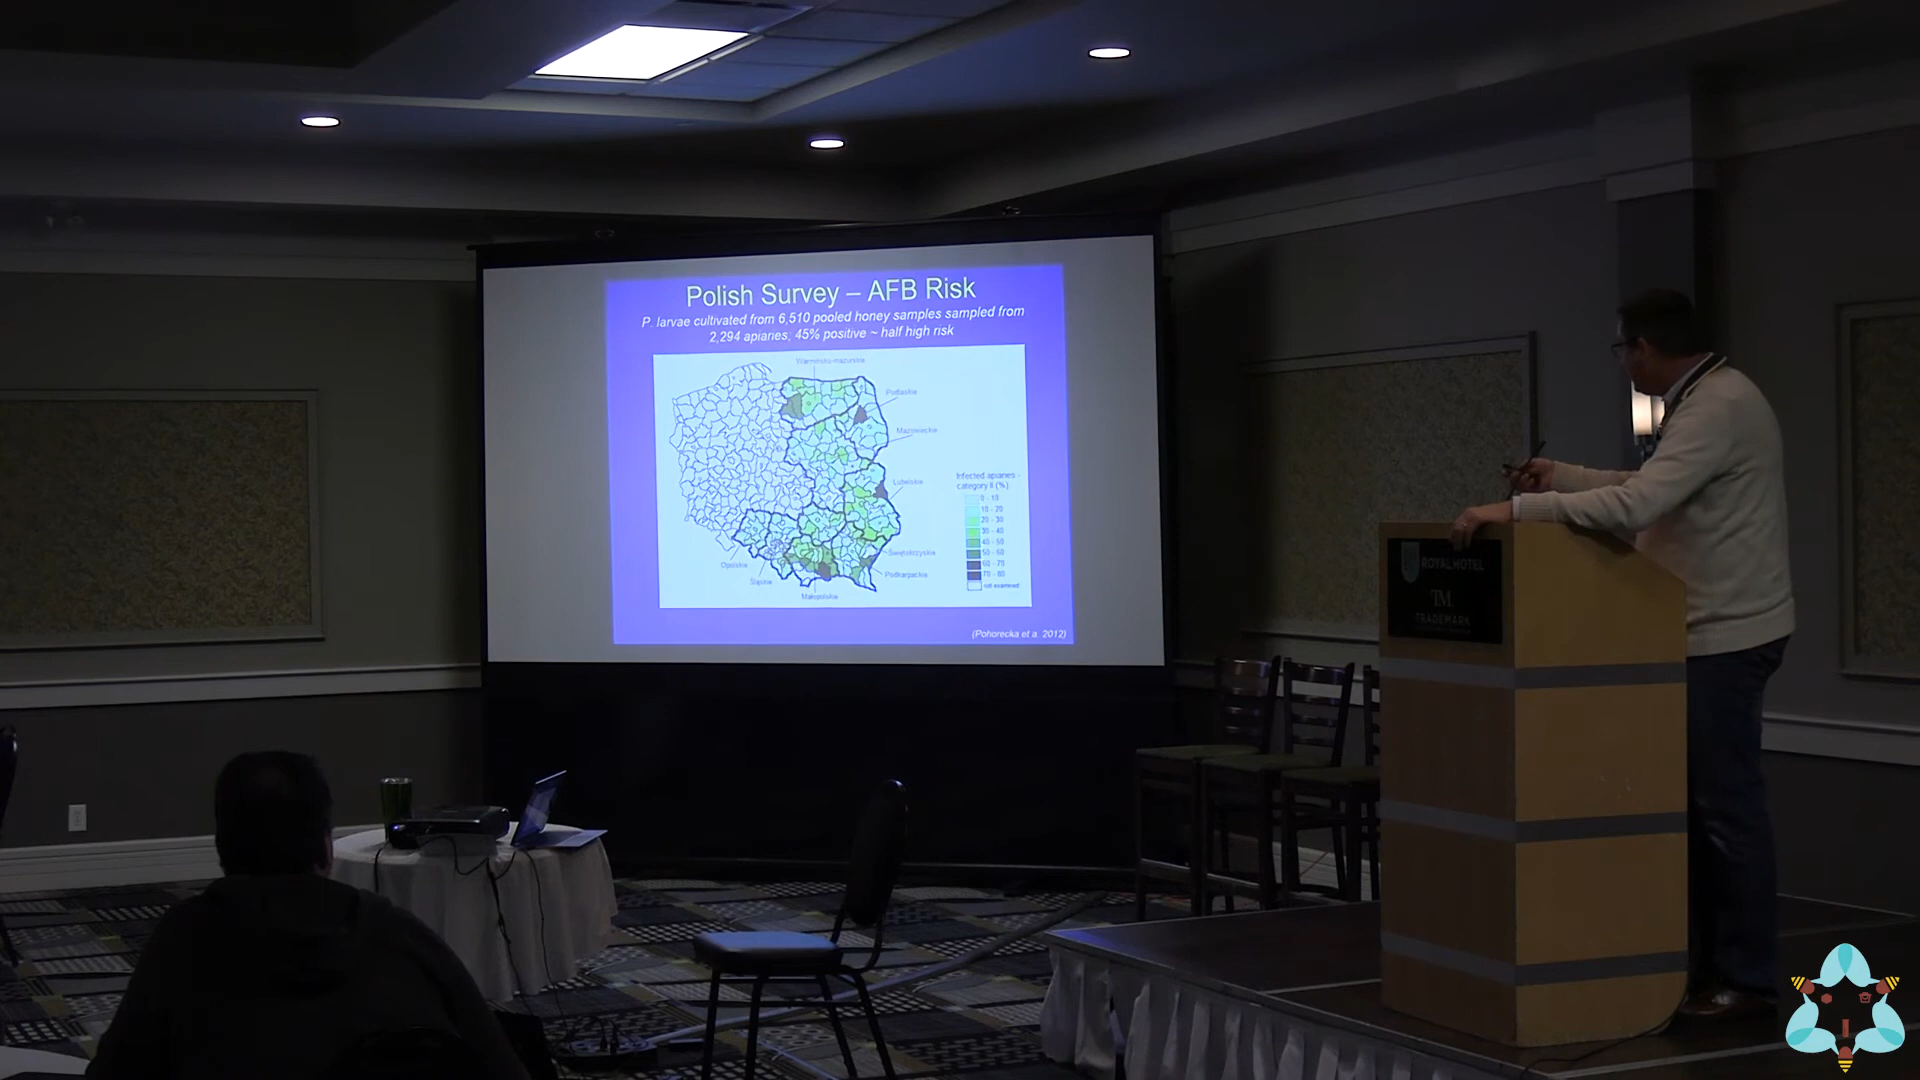 Polish Survey – AFB Risk
P. larvae cultivated from 6,510 pooled honey samples sampled from
2,294 apiaries; 45% positive ~ half high risk
Warmińsko-mazurskie
Podlaskie
Mazowieckie
Lubelskie
Infected apiaries -
category II (%)
0 - 10
10 - 20
20 - 30
30 - 40
40 - 50
50 - 60
60 - 70
70 - 80
not examined
Świętokrzyskie
Opolskie
Podkarpackie
Śląskie
Małopolskie
(Pohorecka et a. 2012)
ROYAL HOTEL
TM
TRADEMARK